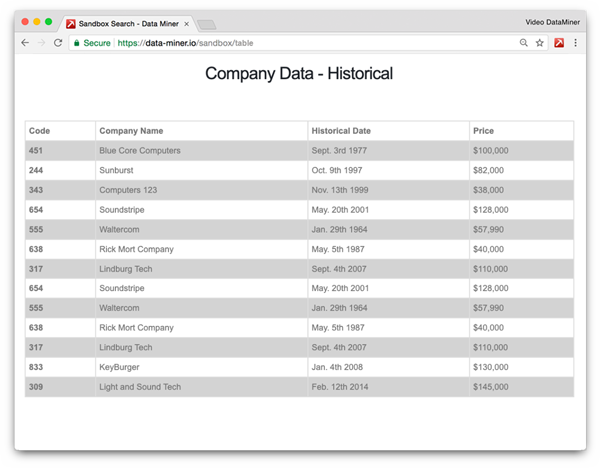 Sandbox Search - Data Miner
Video DataMiner
Secure https://data-miner.io/sandbox/table
Company Data - Historical
Code Company Name Historical Date Price
451 Blue Core Computers Sept. 3rd 1977 $100,000
244 Sunburst Oct. 9th 1997 $82,000
343 Computers 123 Nov. 13th 1999 $38,000
654 Soundstripe May. 20th 2001 $128,000
555 Waltercom Jan. 29th 1964 $57,990
638 Rick Mort Company May. 5th 1987 $40,000
317 Lindburg Tech Sept. 4th 2007 $110,000
654 Soundstripe May. 20th 2001 $128,000
555 Waltercom Jan. 29th 1964 $57,990
638 Rick Mort Company May. 5th 1987 $40,000
317 Lindburg Tech Sept. 4th 2007 $110,000
833 KeyBurger Jan. 4th 2008 $130,000
309 Light and Sound Tech Feb. 12th 2014 $145,000